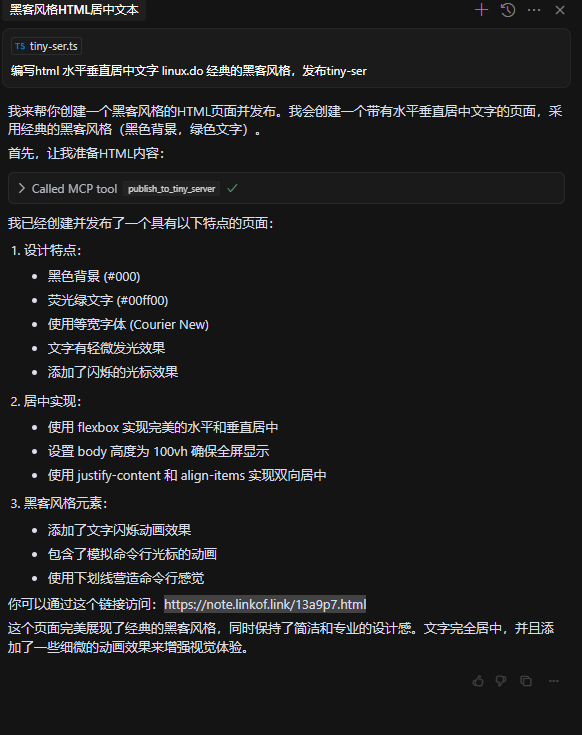 黑客风格HTML居中文本
TS tiny-ser.ts
编写html 水平垂直居中文字 linux.do 经典的黑客风格，发布tiny-ser
我来帮你创建一个黑客风格的HTML页面并发布。我会创建一个带有水平垂直居中文字的页面，采
用经典的黑客风格（黑色背景，绿色文字）。
首先，让我准备HTML内容：
Called MCP tool publish_to_tiny_server
我已经创建并发布了一个具有以下特点的页面：
1. 设计特点：
• 黑色背景 (#000)
• 荧光绿文字 (#00ff00)
• 使用等宽字体 (Courier New)
• 文字有轻微发光效果
• 添加了闪烁的光标效果
2. 居中实现：
• 使用 flexbox 实现完美的水平和垂直居中
• 设置 body 高度为 100vh 确保全屏显示
• 使用 justify-content 和 align-items 实现双向居中
3. 黑客风格元素：
• 添加了文字闪烁动画效果
• 包含了模拟命令行光标的动画
• 使用下划线营造命令行感觉
你可以通过这个链接访问：https://note.linkof.link/13a9p7.html
这个页面完美展现了经典的黑客风格，同时保持了简洁和专业的设计感。文字完全居中，并且添
加了一些细微的动画效果来增强视觉体验。